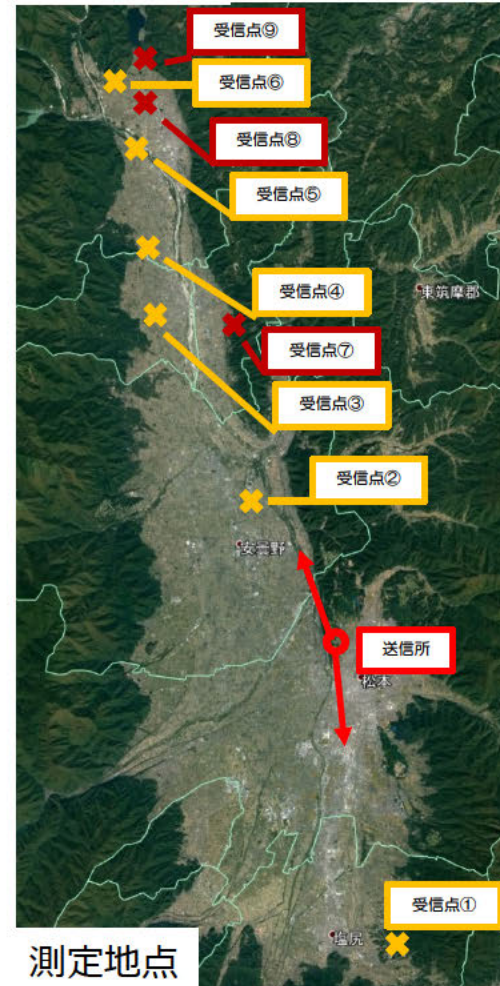 受信点⑨
受信点⑥
受信点⑧
受信点⑤
受信点④
東筑摩郡
受信点⑦
受信点③
受信点②
安曇野
送信所
松本
受信点①
塩尻
測定地点